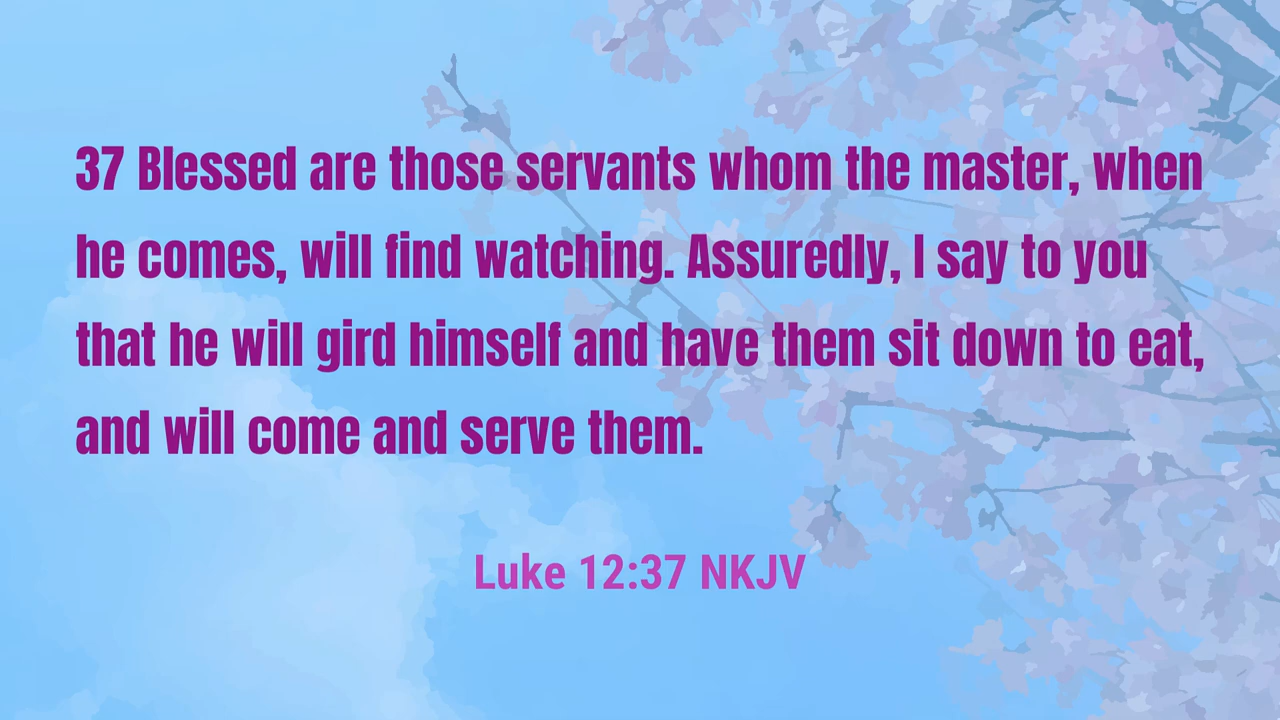 37 Blessed are those servants whom the master, when
he comes, will find watching. Assuredly, I say to you
that he will gird himself and have them sit down to eat,
and will come and serve them.
Luke 12:37 NKJV